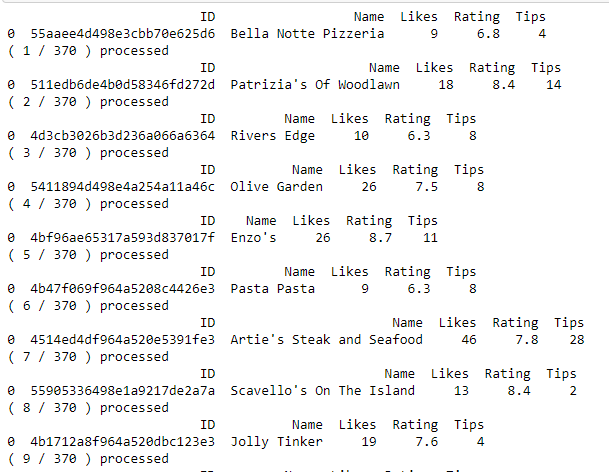 ID Name Likes Rating Tips
0 55aaee4d498e3cbb70e625d6 Bella Notte Pizzeria 9 6.8 4
( 1 / 370 ) processed
ID Name Likes Rating Tips
0 511edb6de4b0d58346fd272d Patrizia's Of Woodlawn 18 8.4 14
( 2 / 370 ) processed
ID Name Likes Rating Tips
0 4d3cb3026b3d236a066a6364 Rivers Edge 10 6.3 8
( 3 / 370 ) processed
ID Name Likes Rating Tips
0 5411894d498e4a254a11a46c Olive Garden 26 7.5 8
( 4 / 370 ) processed
ID Name Likes Rating Tips
0 4bf96ae65317a593d837017f Enzo's 26 8.7 11
( 5 / 370 ) processed
ID Name Likes Rating Tips
0 4b47f069f964a5208c4426e3 Pasta Pasta 9 6.3 8
( 6 / 370 ) processed
ID Name Likes Rating Tips
0 4514ed4df964a520e5391fe3 Artie's Steak and Seafood 46 7.8 28
( 7 / 370 ) processed
ID Name Likes Rating Tips
0 55905336498e1a9217de2a7a Scavello's On The Island 13 8.4 2
( 8 / 370 ) processed
ID Name Likes Rating Tips
0 4b1712a8f964a520dbc123e3 Jolly Tinker 19 7.6 4
( 9 / 370 ) processed